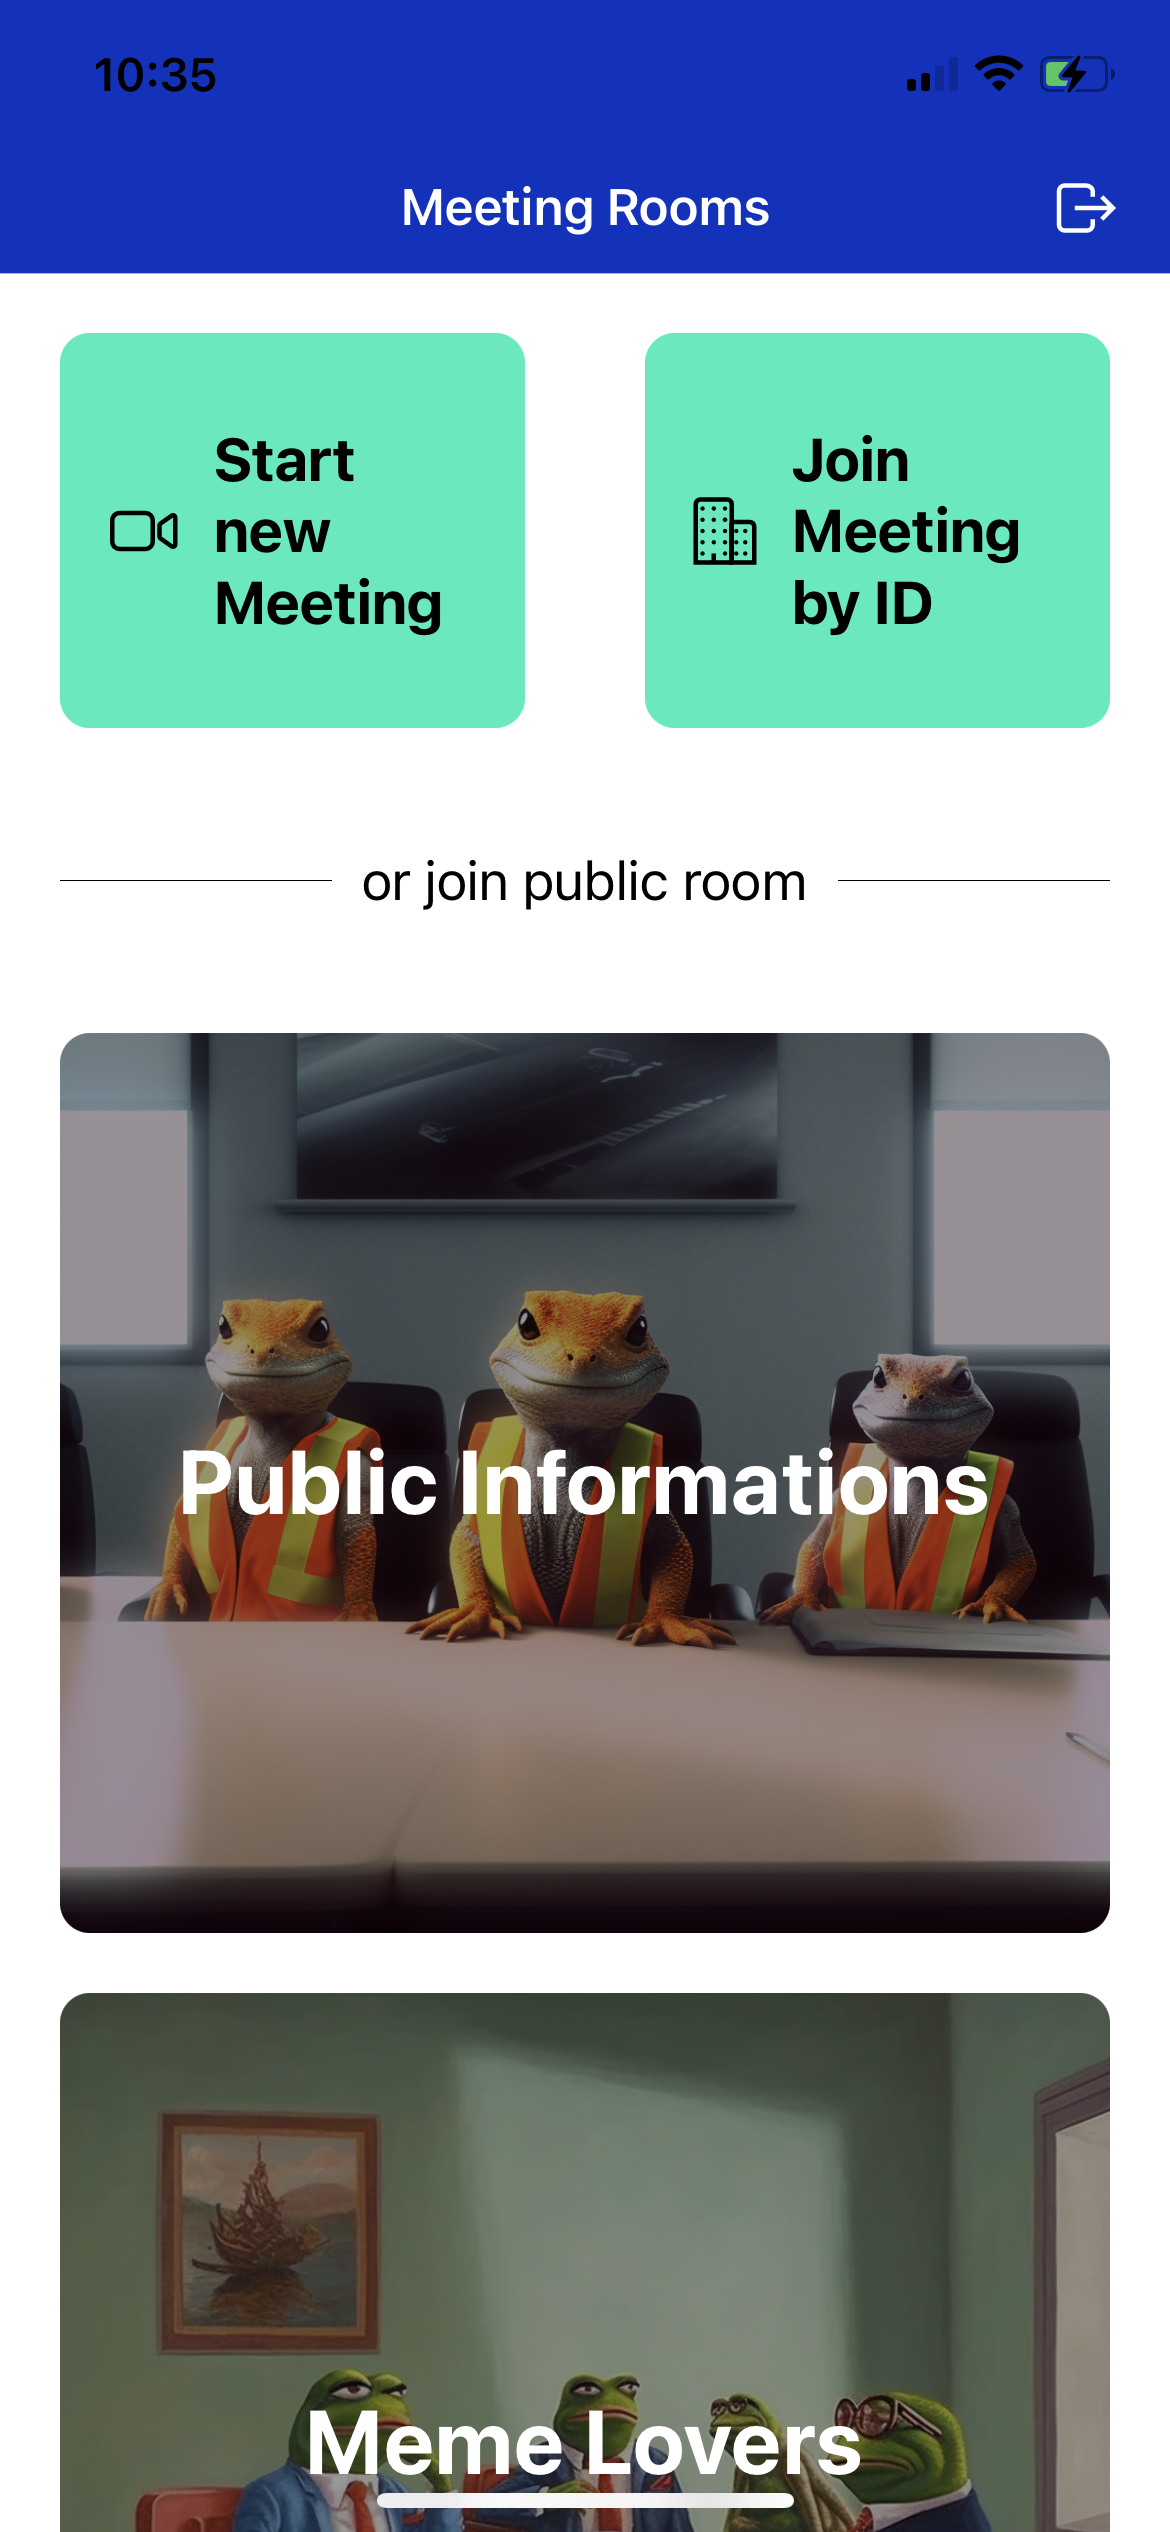 10:35
Meeting Rooms
Start
new
Meeting
Join
Meeting
by ID
or join public room
Public Informations
Meme Lovers